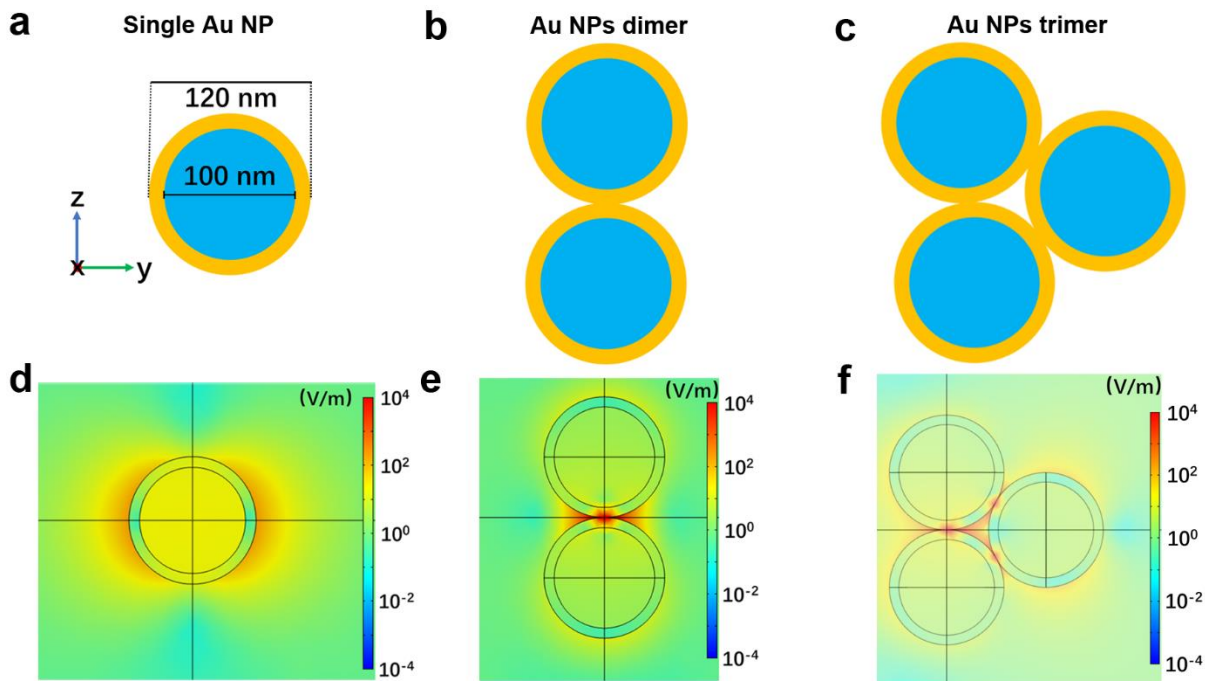 a Single Au NP
b Au NPs dimer
c Au NPs trimer
120 nm
100 nm
z
x y
d (V/m)
10⁴
10²
10⁰
10⁻²
10⁻⁴
e (V/m)
10⁴
10²
10⁰
10⁻²
10⁻⁴
f (V/m)
10⁴
10²
10⁰
10⁻²
10⁻⁴